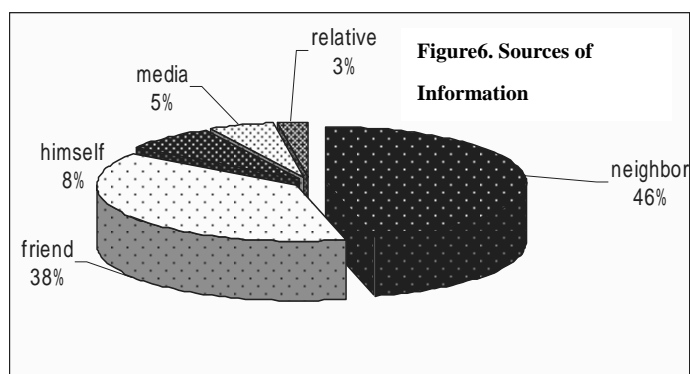 relative
3%
Figure6. Sources of
Information
media
5%
himself
8%
neighbor
46%
friend
38%